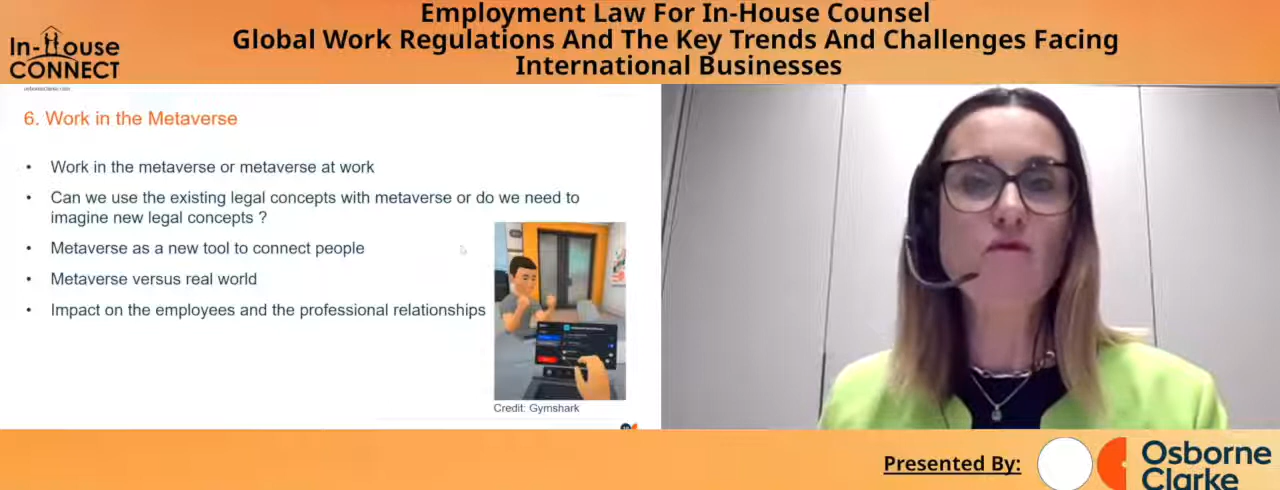 Employment Law For In-House Counsel
Global Work Regulations And The Key Trends And Challenges Facing
International Businesses
In-House
CONNECT
osborneclarke.com
6. Work in the Metaverse
• Work in the metaverse or metaverse at work
• Can we use the existing legal concepts with metaverse or do we need to
imagine new legal concepts ?
• Metaverse as a new tool to connect people
• Metaverse versus real world
• Impact on the employees and the professional relationships
Credit: Gymshark
Presented By:
Osborne
Clarke